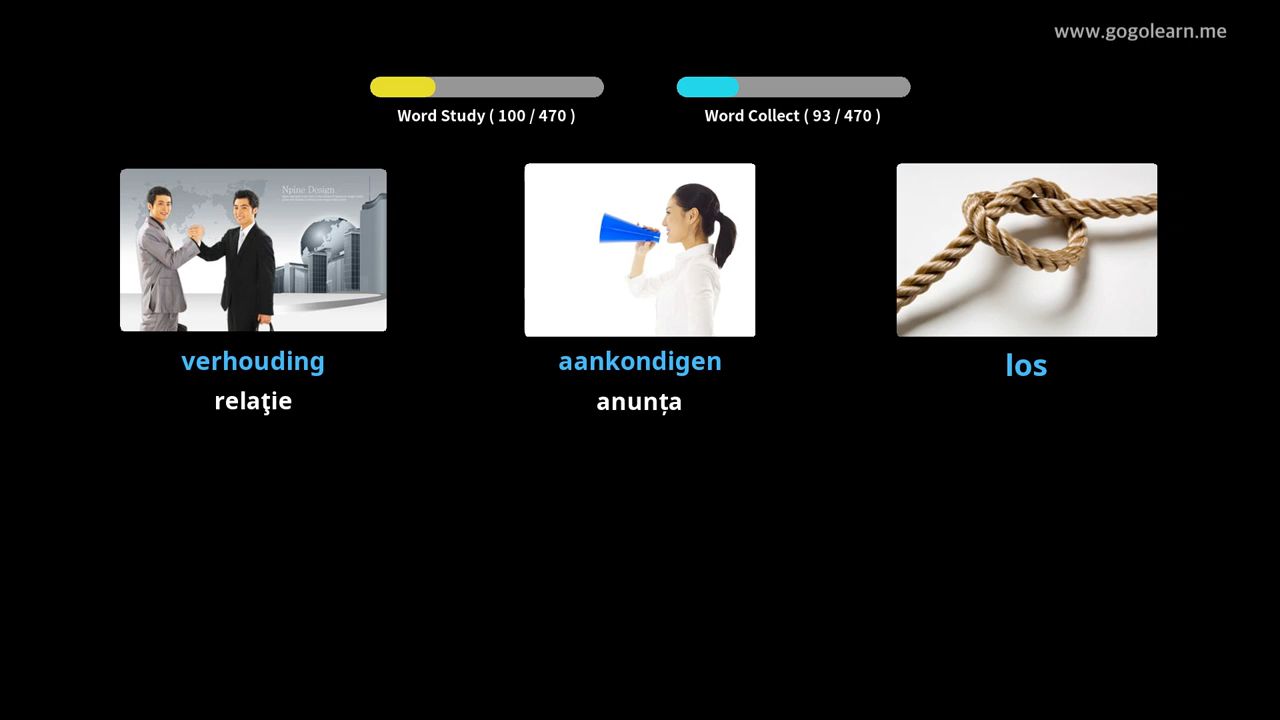 www.gogolearn.me
Word Study ( 100 / 470 )
Word Collect ( 93 / 470 )
Npine Design
verhouding
aankondigen
los
relaţie
anunța